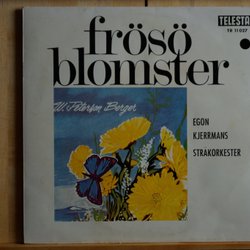 TELESTAR
TR 11027
frösö
blomster
W. Peterson Berger
EGON
KJERRMANS
STRÅKORKESTER